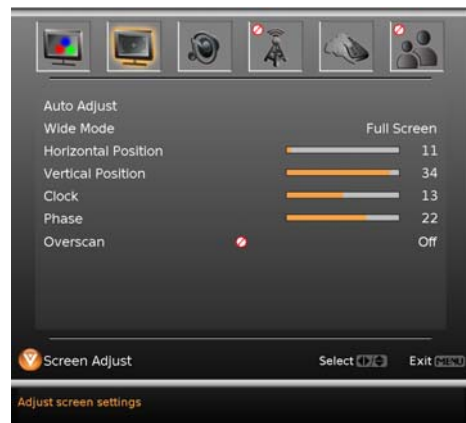 Auto Adjust
Wide Mode Full Screen
Horizontal Position 11
Vertical Position 34
Clock 13
Phase 22
Overscan Off
V Screen Adjust Select Exit MENU
Adjust screen settings